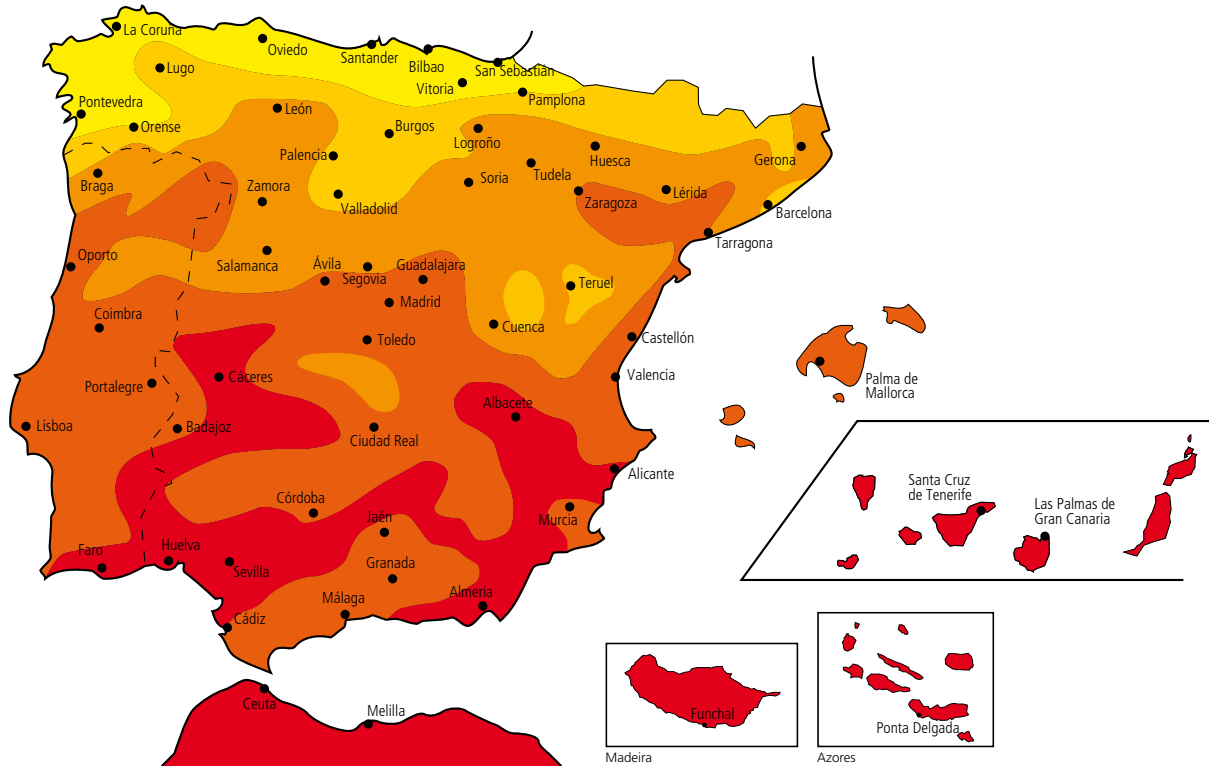 La Coruna
Oviedo
Santander
Bilbao
San Sebastián
Lugo
Vitoria
Pamplona
Pontevedra
León
Orense
Burgos
Logroño
Palencia
Huesca
Gerona
Braga
Zamora
Soria
Tudela
Valladolid
Zaragoza
Lérida
Barcelona
Tarragona
Oporto
Salamanca
Ávila
Segovia
Guadalajara
Teruel
Madrid
Coimbra
Cuenca
Toledo
Castellón
Portalegre
Cáceres
Valencia
Palma de
Mallorca
Albacete
Lisboa
Badajoz
Ciudad Real
Alicante
Santa Cruz
de Tenerife
Las Palmas de
Gran Canaria
Córdoba
Jaén
Murcia
Faro
Huelva
Sevilla
Granada
Málaga
Almería
Cádiz
Ceuta
Melilla
Funchal
Madeira
Ponta Delgada
Azores